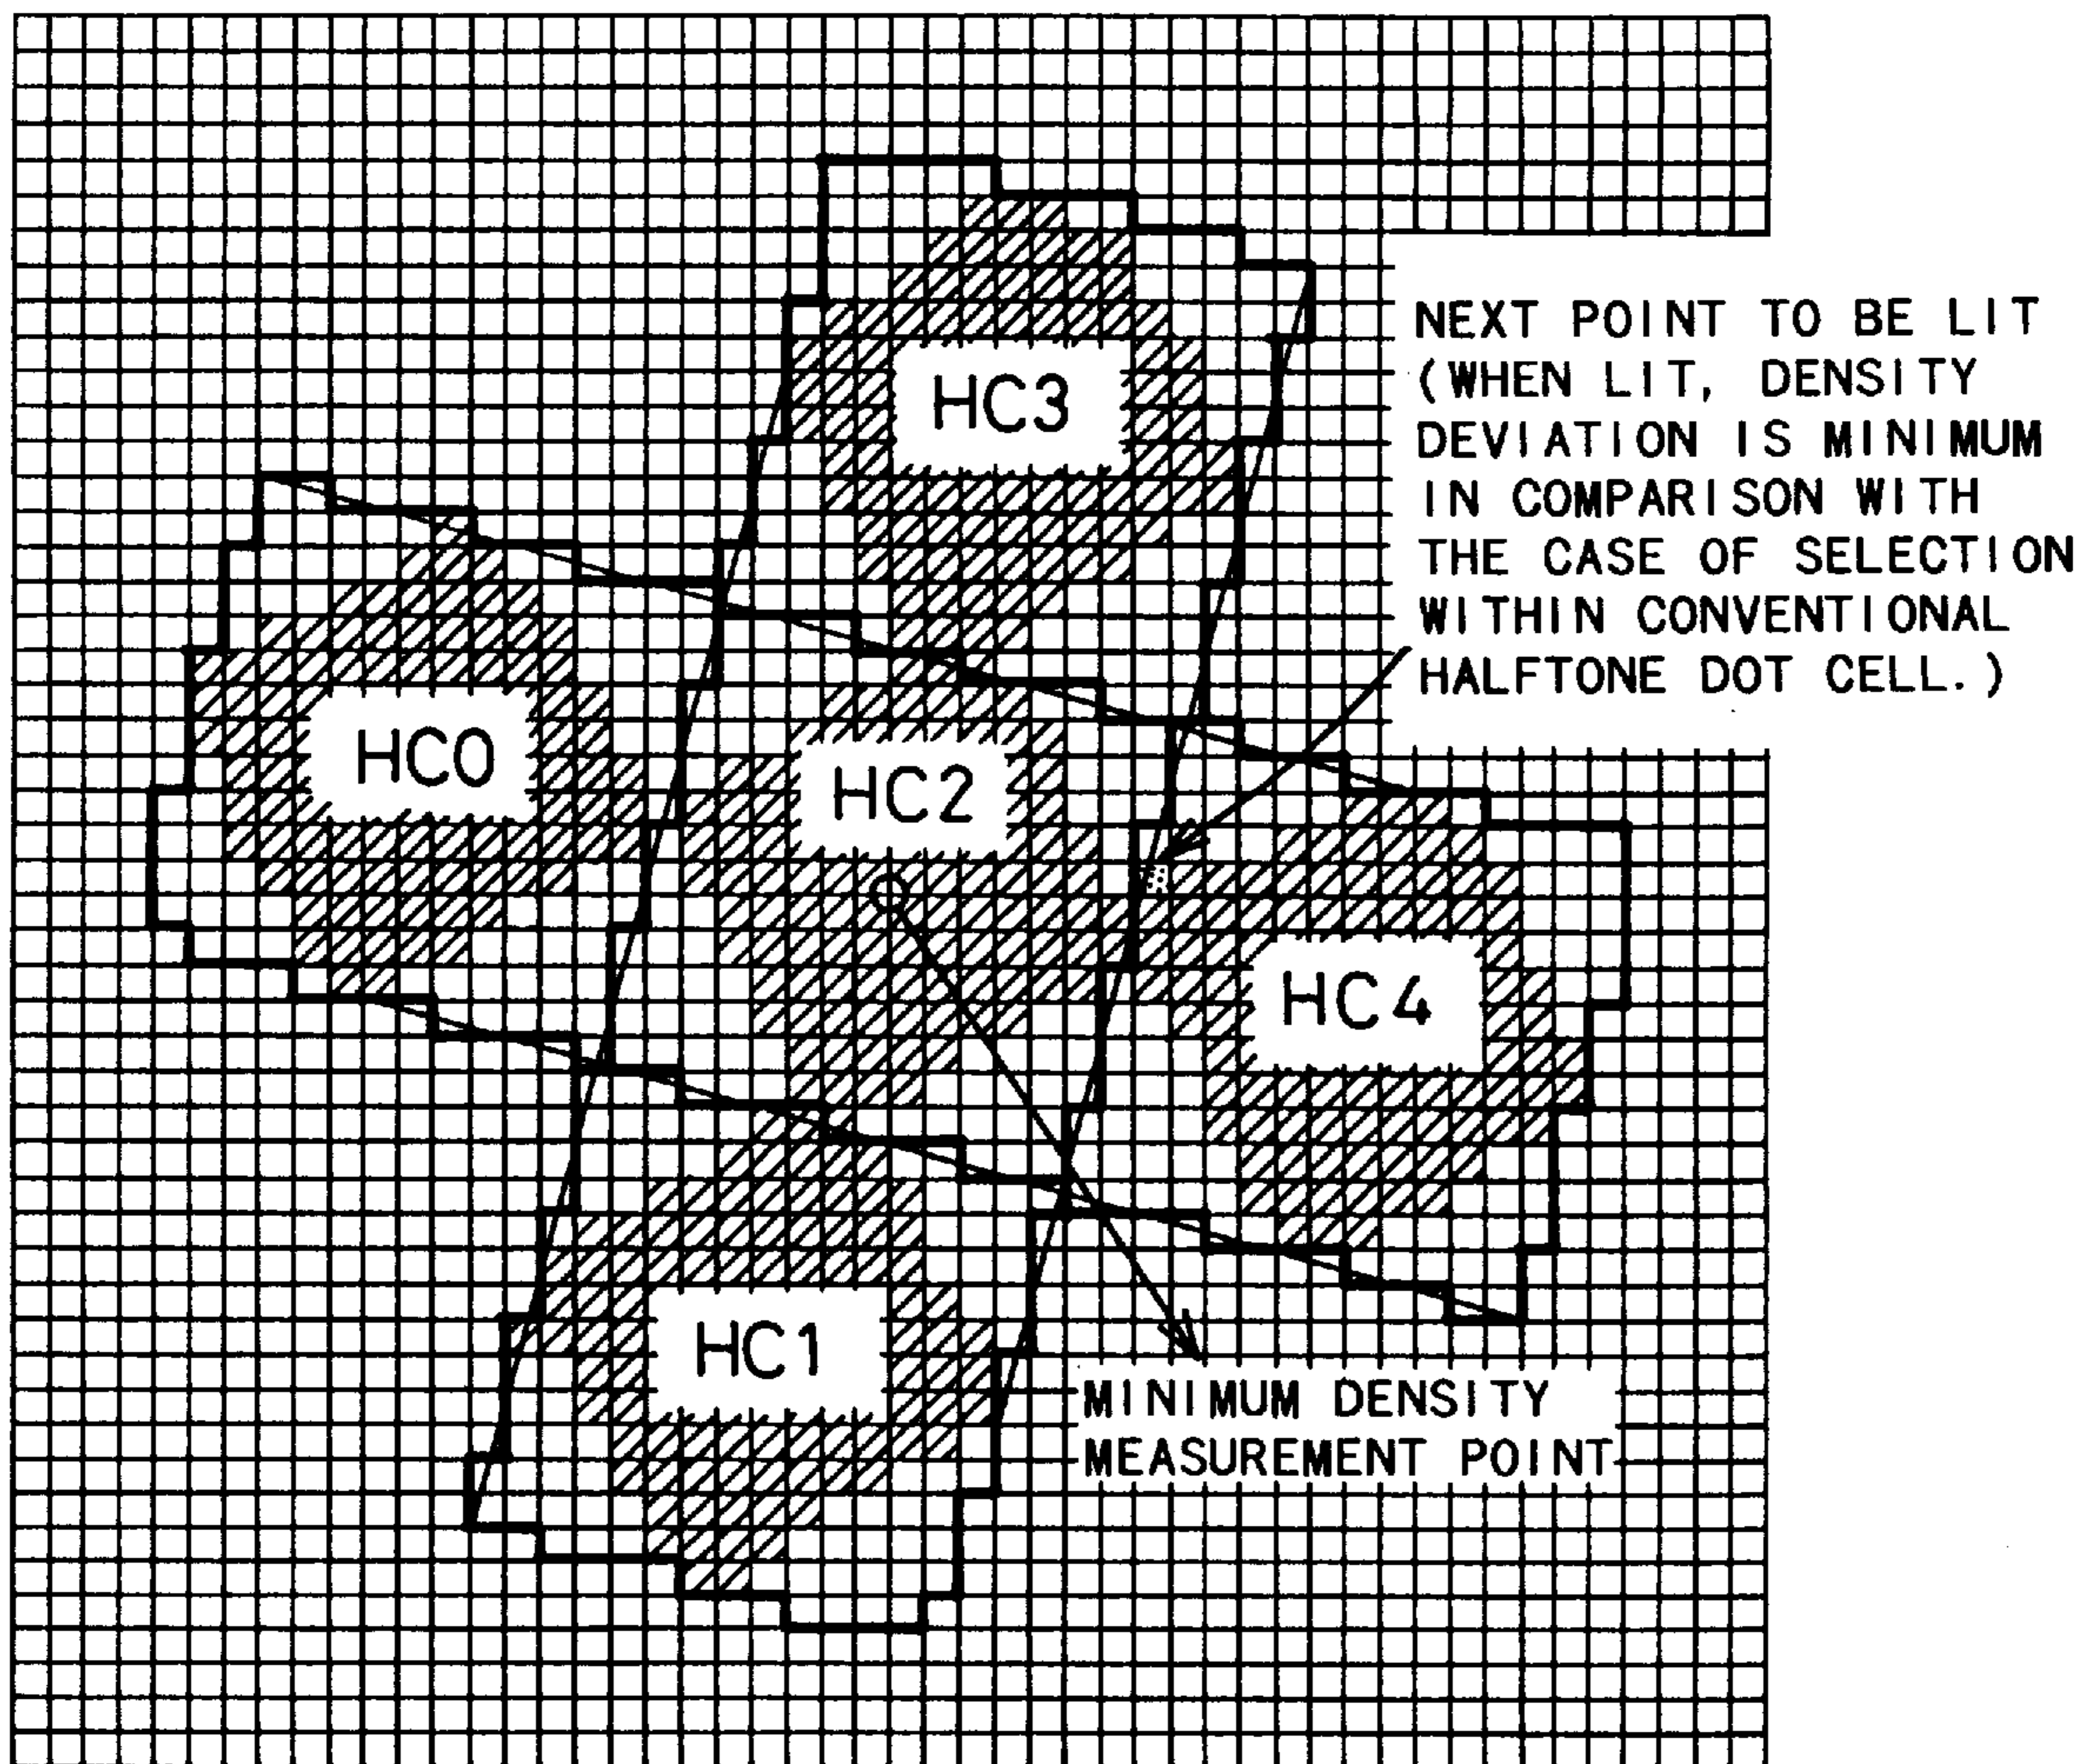 HC3
NEXT POINT TO BE LIT
(WHEN LIT, DENSITY
DEVIATION IS MINIMUM
IN COMPARISON WITH
THE CASE OF SELECTION
WITHIN CONVENTIONAL
HALFTONE DOT CELL.)
HC0
HC2
HC4
HC1
MINIMUM DENSITY
MEASUREMENT POINT